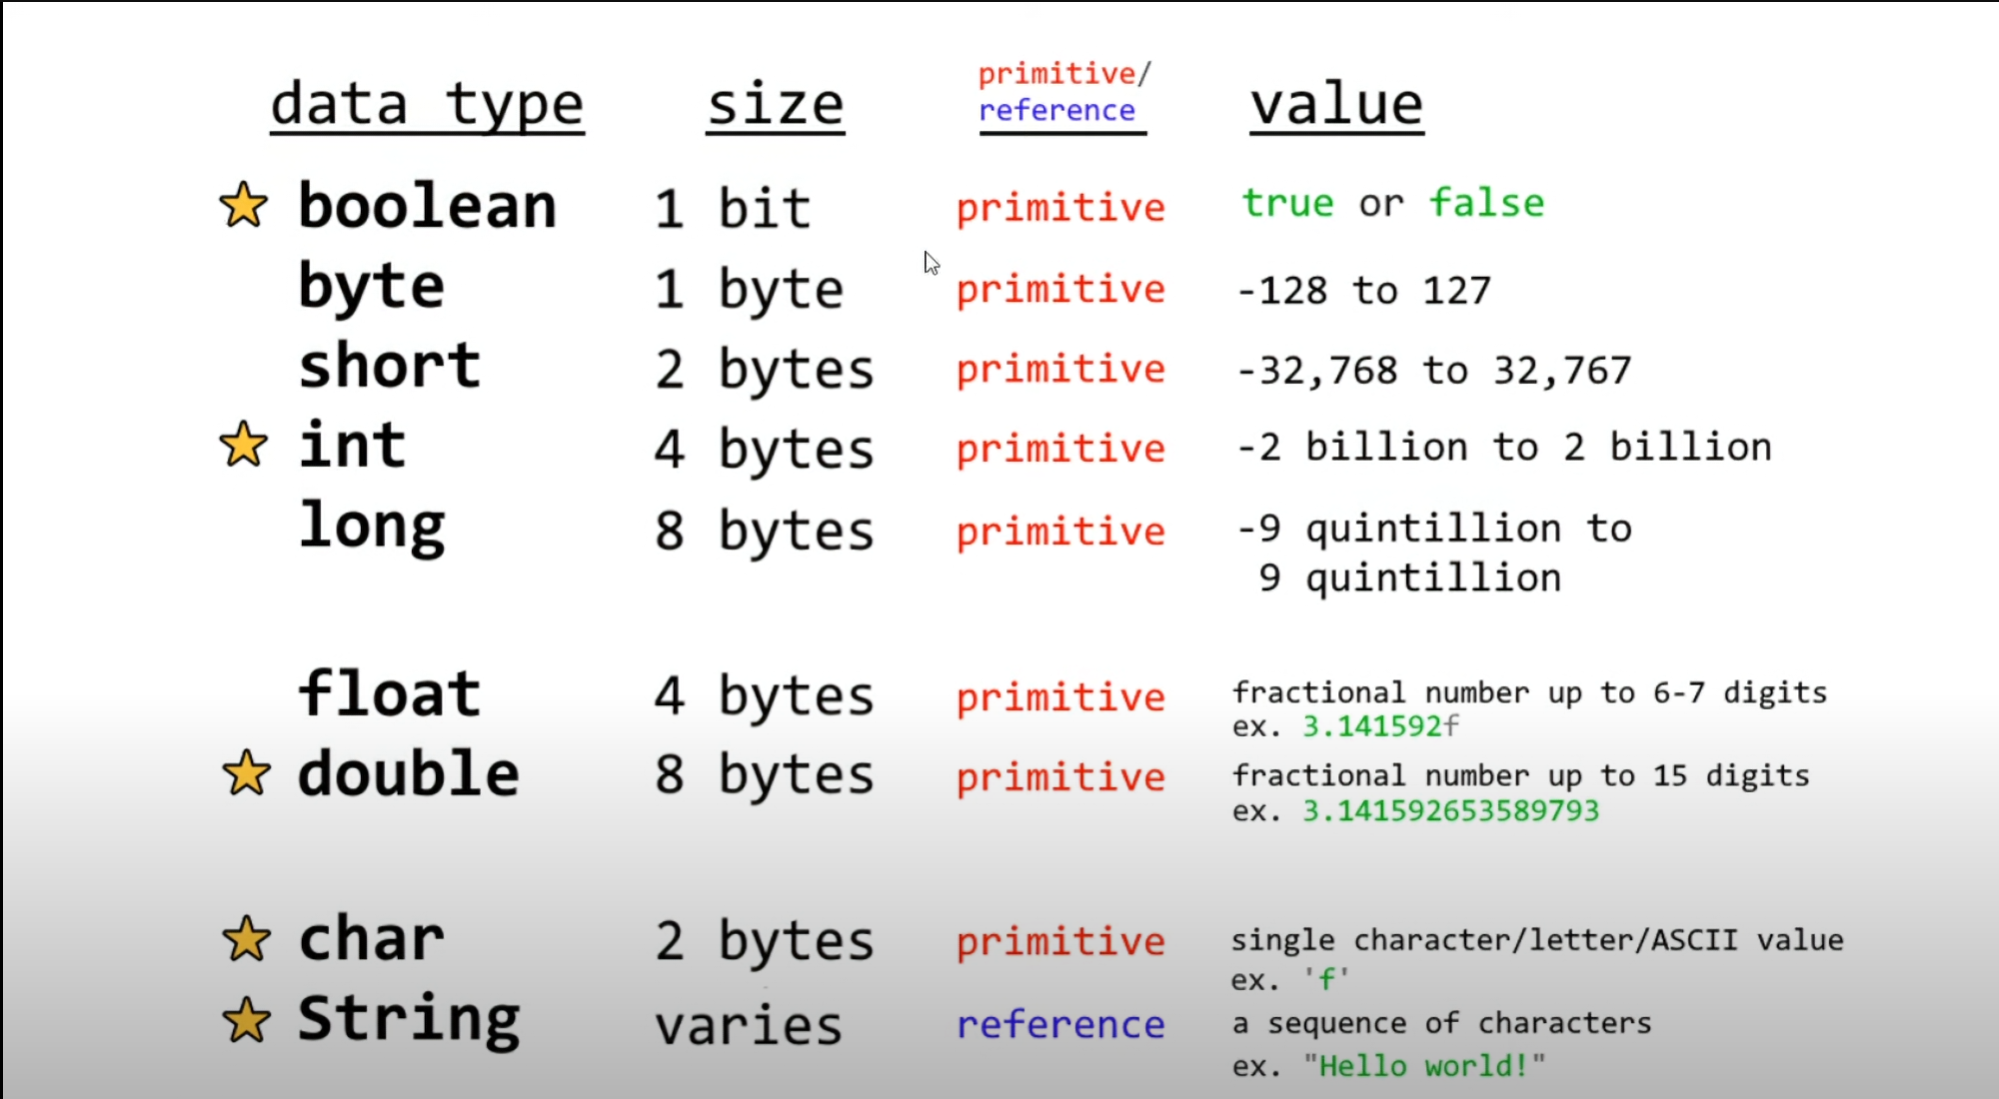 data type size primitive/
reference value
boolean 1 bit primitive true or false
byte 1 byte primitive -128 to 127
short 2 bytes primitive -32,768 to 32,767
int 4 bytes primitive -2 billion to 2 billion
long 8 bytes primitive -9 quintillion to
9 quintillion
float 4 bytes primitive fractional number up to 6-7 digits
ex. 3.141592f
double 8 bytes primitive fractional number up to 15 digits
ex. 3.141592653589793
char 2 bytes primitive single character/letter/ASCII value
ex. 'f'
String varies reference a sequence of characters
ex. "Hello world!"